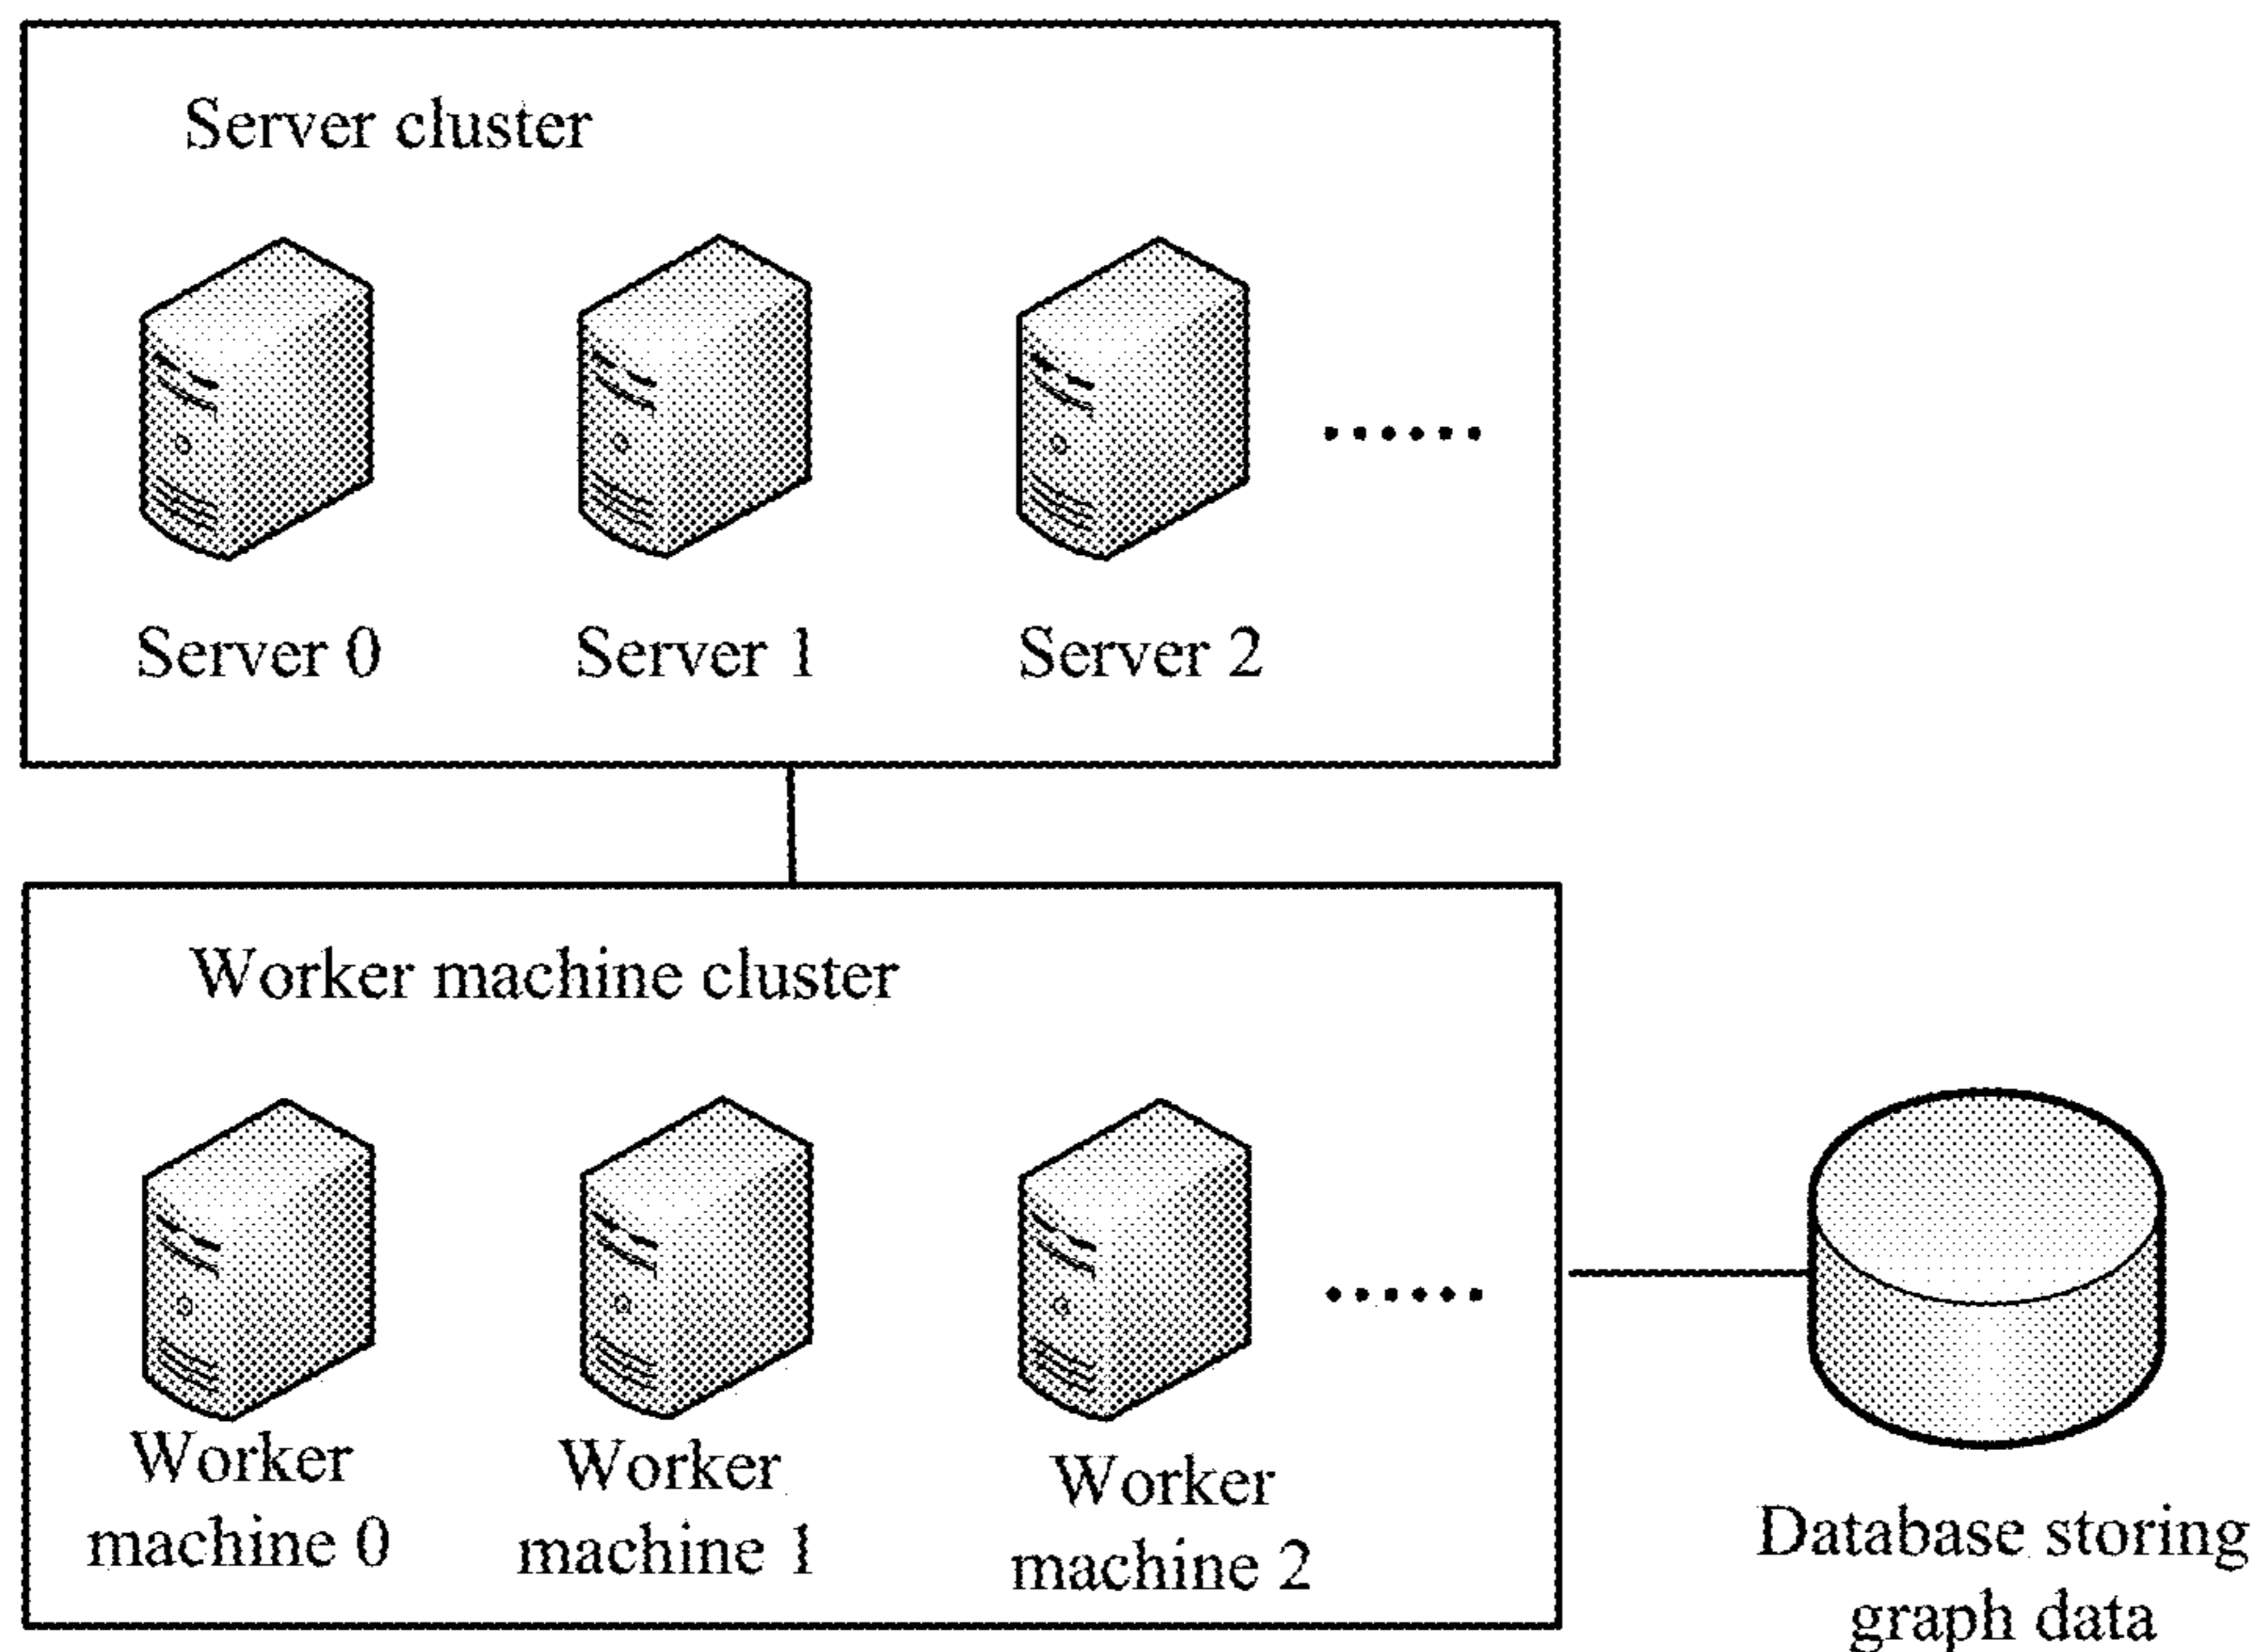 Server cluster
Server 0
Server 1
Server 2
......
Worker machine cluster
......
Worker
machine 0
Worker
machine 1
Worker
machine 2
Database storing
graph data